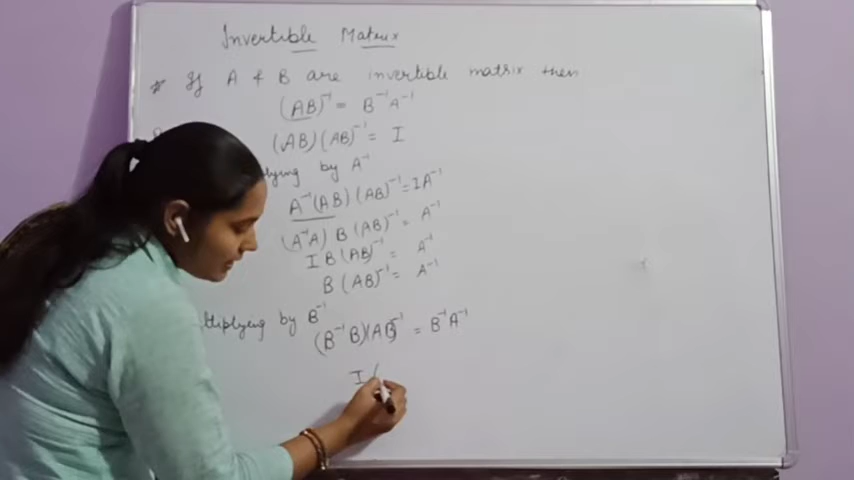 Invertible Matrix
* If A & B are invertible matrix then
(AB)⁻¹ = B⁻¹A⁻¹
(AB)(AB)⁻¹ = I
lying by A⁻¹
A⁻¹(AB)(AB)⁻¹ = IA⁻¹
(A⁻¹A) B (AB)⁻¹ = A⁻¹
I B (AB)⁻¹ = A⁻¹
B (AB)⁻¹ = A⁻¹
ltiplying by B⁻¹
(B⁻¹B)(AB)⁻¹ = B⁻¹A⁻¹
I (